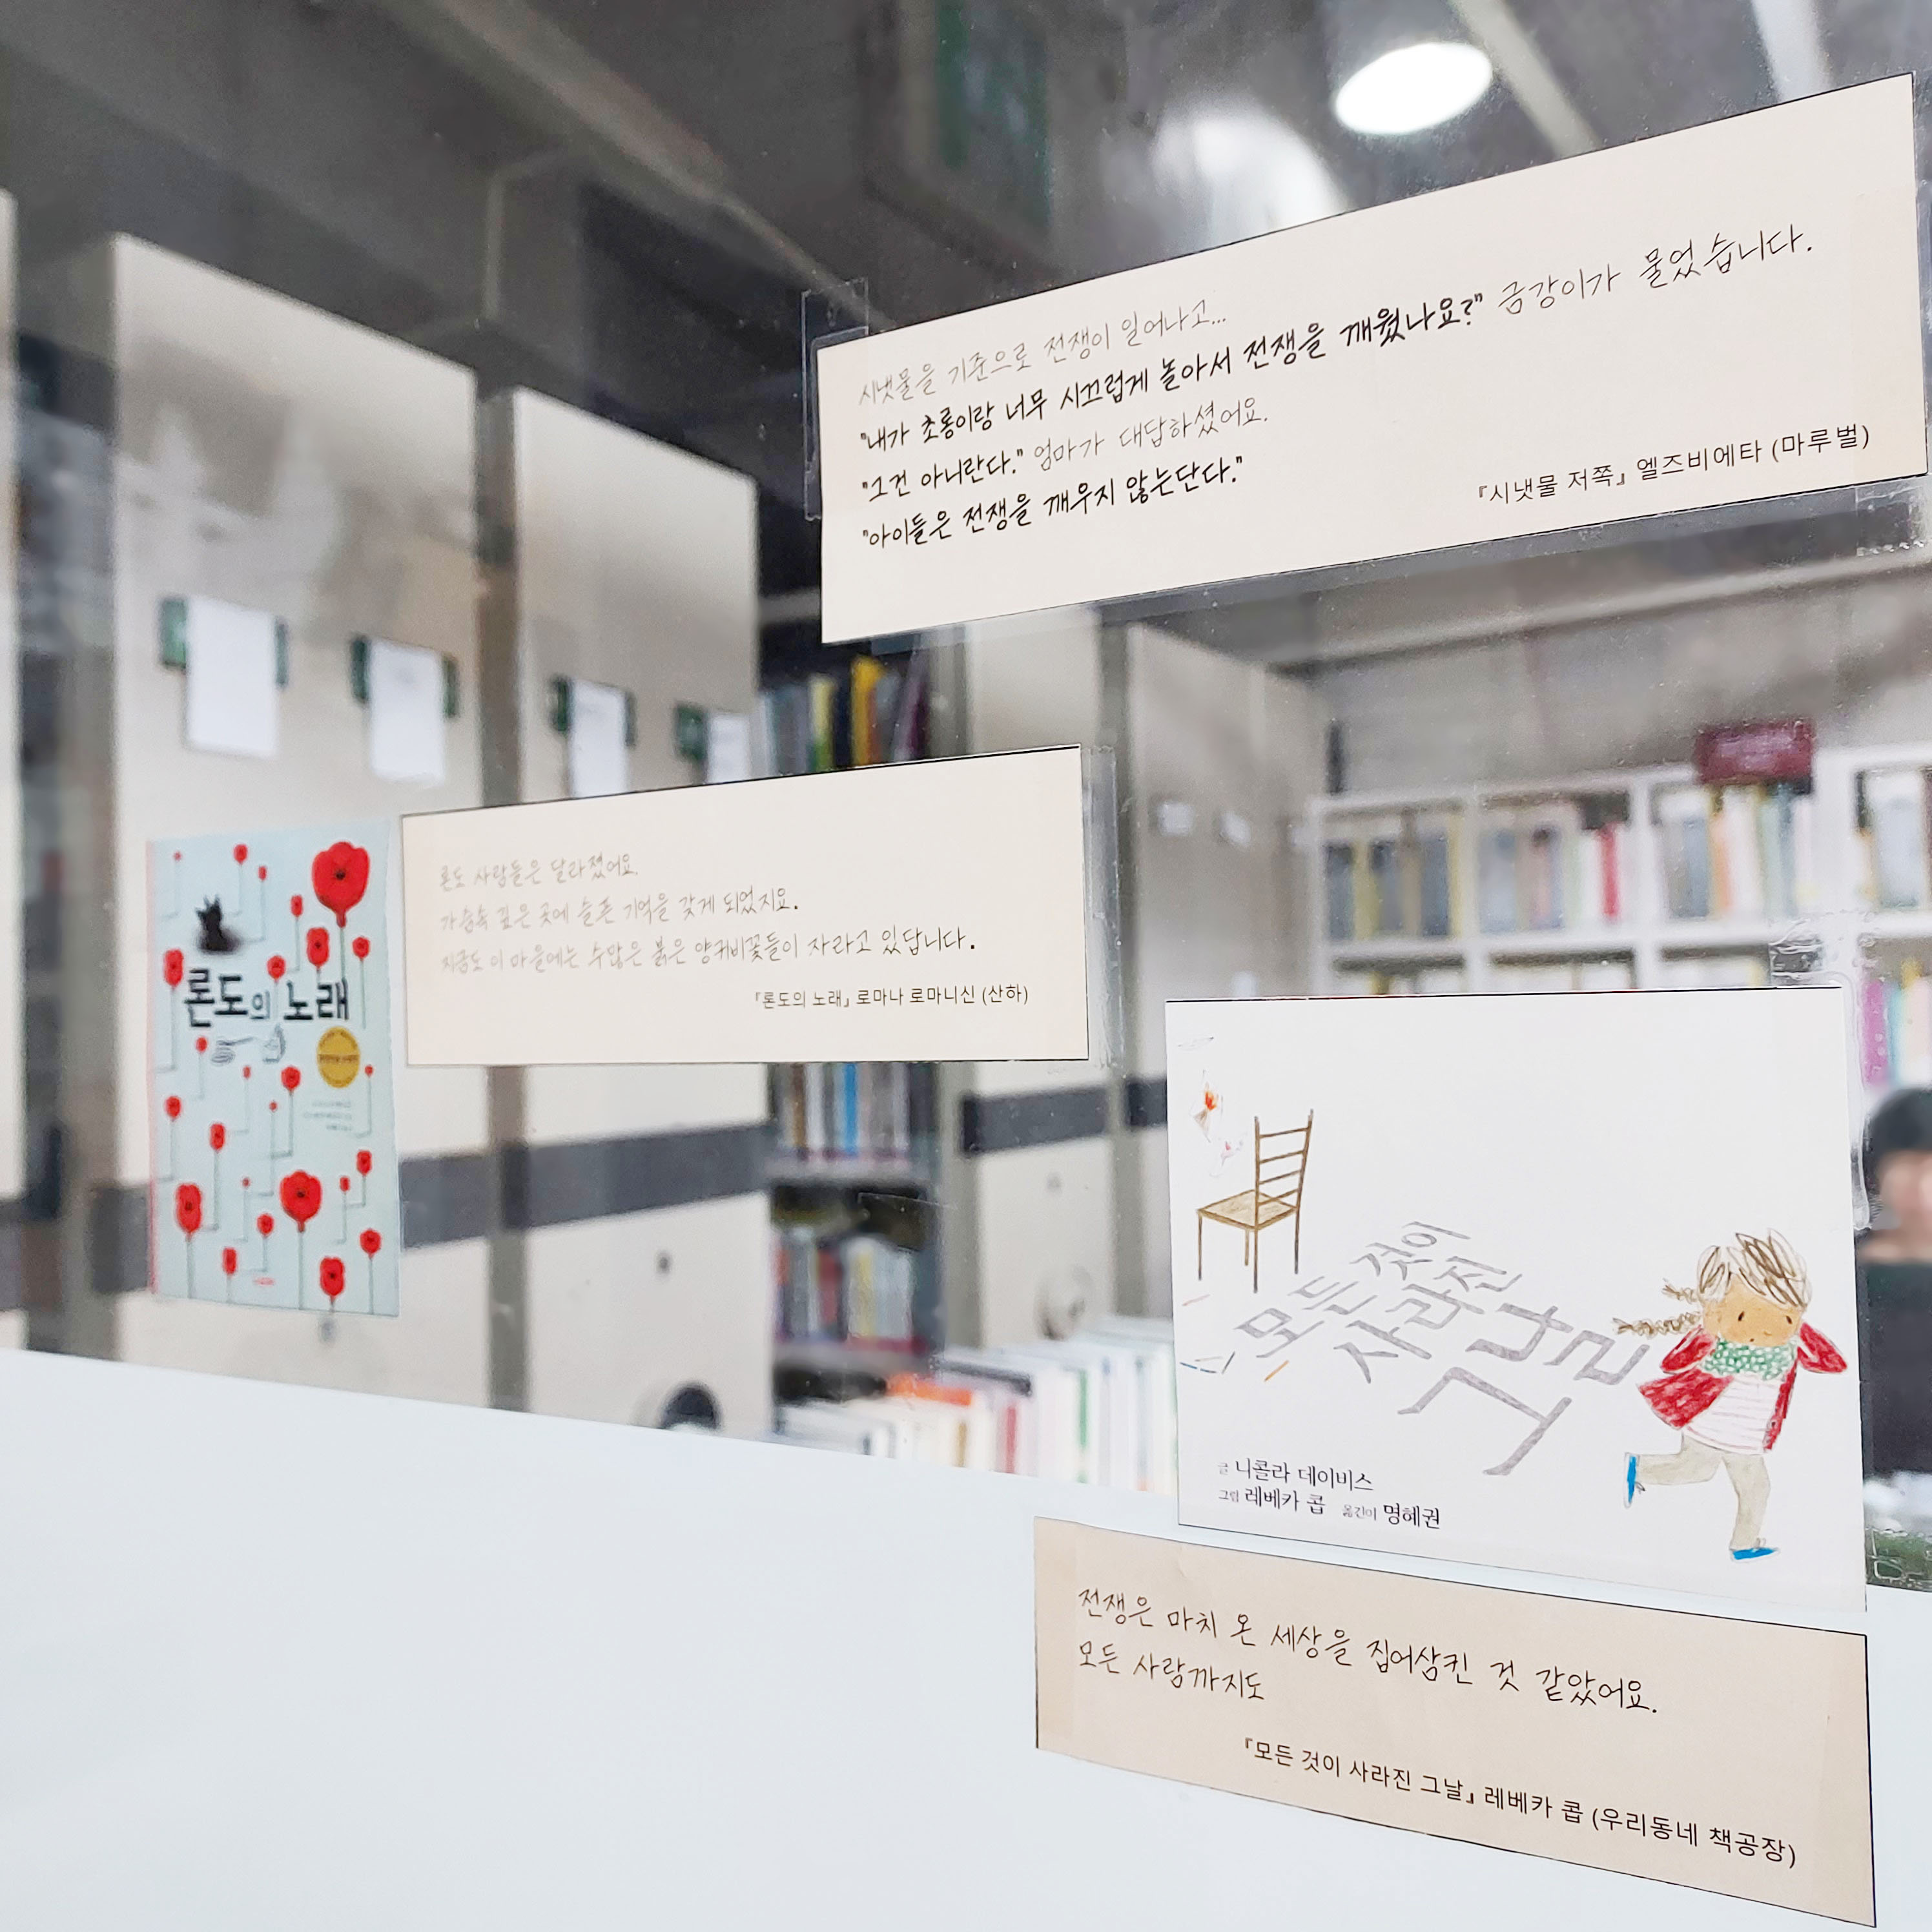 시냇물을 기준으로 전쟁이 일어나고...
"내가 초롱이랑 너무 시끄럽게 놀아서 전쟁을 깨웠나요?" 금강이가 물었습니다.
"그건 아니란다." 엄마가 대답하셨어요.
"아이들은 전쟁을 깨우지 않는단다."
『시냇물 저쪽』 엘즈비에타 (마루벌)
론도의 노래
론도 사람들은 달라졌어요.
가슴속 깊은 곳에 슬픈 기억을 갖게 되었지요.
지금도 이 마을에는 수많은 붉은 양귀비꽃들이 자라고 있답니다.
『론도의 노래』 로마나 로마니신 (산하)
모든 것이
사라진
그날
글 니콜라 데이비스
그림 레베카 콥 옮긴이 명혜권
전쟁은 마치 온 세상을 집어삼킨 것 같았어요.
모든 사랑까지도
『모든 것이 사라진 그날』 레베카 콥 (우리동네 책공장)